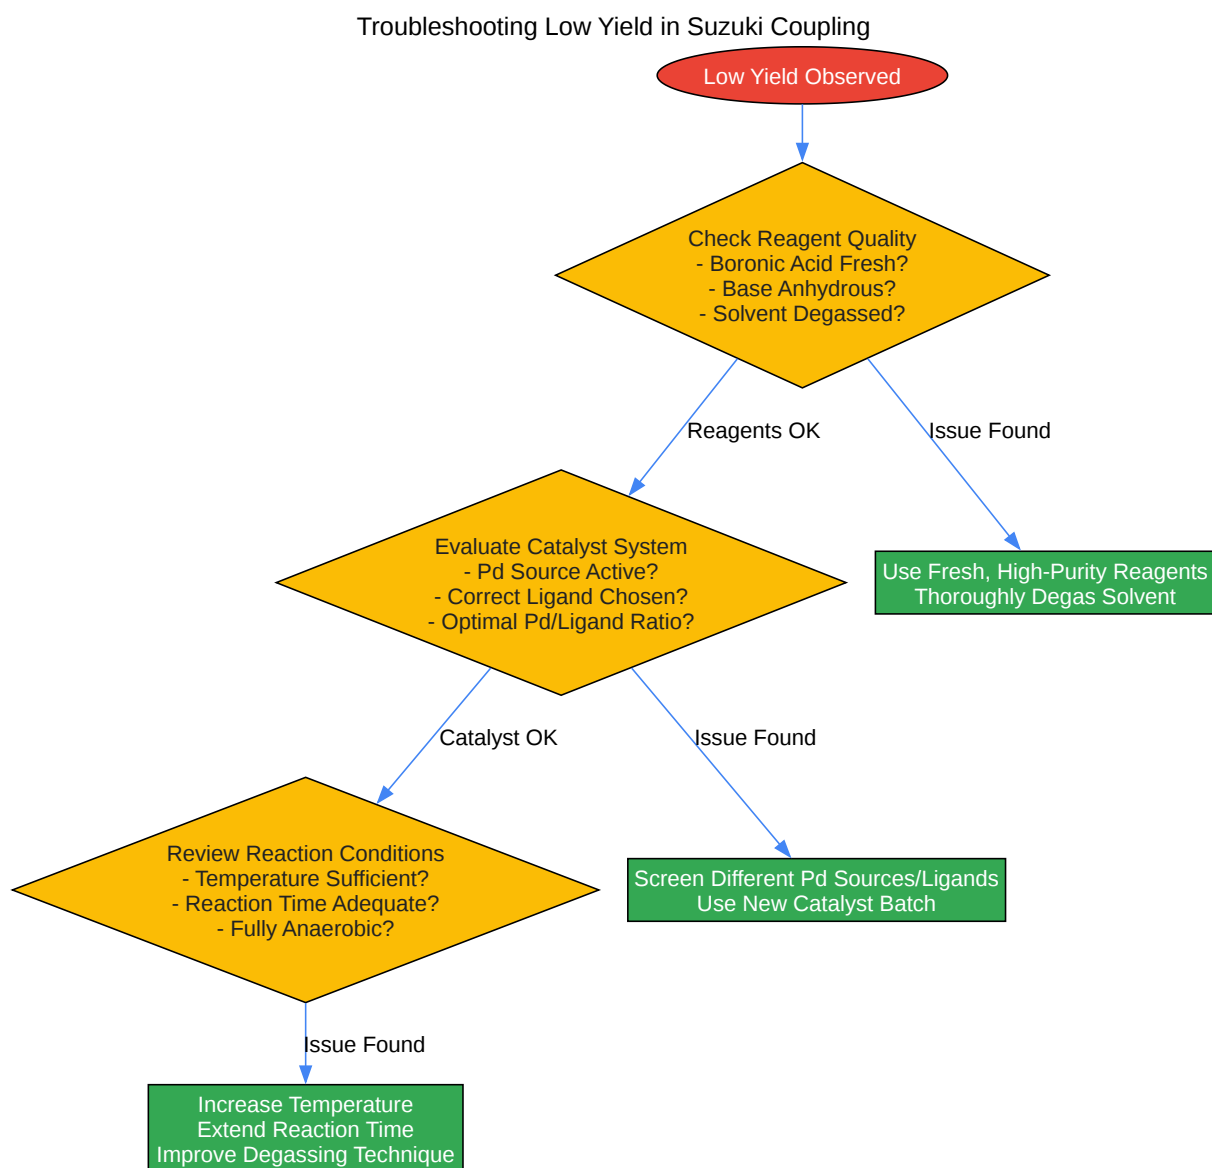 Troubleshooting Low Yield in Suzuki Coupling
Low Yield Observed
Check Reagent Quality
- Boronic Acid Fresh?
- Base Anhydrous?
- Solvent Degassed?
Reagents OK
Issue Found
Evaluate Catalyst System
- Pd Source Active?
- Correct Ligand Chosen?
- Optimal Pd/Ligand Ratio?
Use Fresh, High-Purity Reagents
Thoroughly Degas Solvent
Catalyst OK
Issue Found
Review Reaction Conditions
- Temperature Sufficient?
- Reaction Time Adequate?
- Fully Anaerobic?
Screen Different Pd Sources/Ligands
Use New Catalyst Batch
Issue Found
Increase Temperature
Extend Reaction Time
Improve Degassing Technique